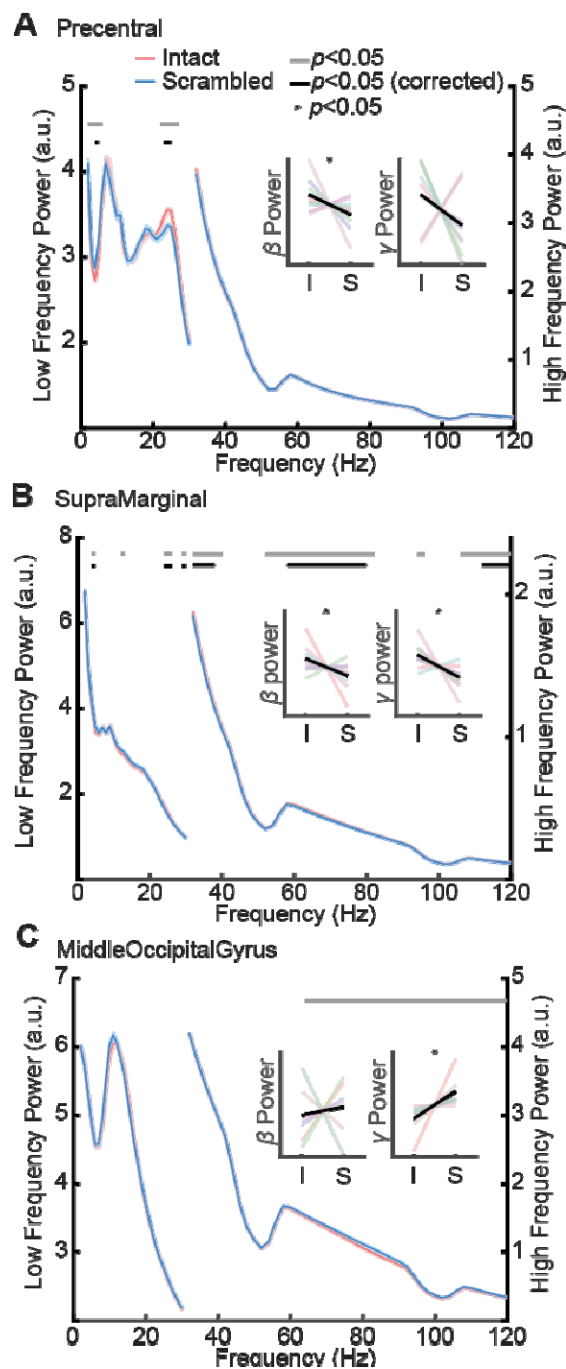 A Precentral
Intact
Scrambled
p<0.05
p<0.05 (corrected)
* p<0.05
Low Frequency Power (a.u.)
5
4
3
2
High Frequency Power (a.u.)
5
4
3
2
1
β Power
I S
*
γ Power
I S
0 20 40 60 80 100 120
Frequency (Hz)
B SupraMarginal
Low Frequency Power (a.u.)
8
6
4
2
High Frequency Power (a.u.)
2
1
β power
I S
*
γ power
I S
*
0 20 40 60 80 100 120
Frequency (Hz)
C MiddleOccipitalGyrus
Low Frequency Power (a.u.)
7
6
5
4
3
High Frequency Power (a.u.)
5
4
3
2
1
β Power
I S
γ Power
I S
*
0 20 40 60 80 100 120
Frequency (Hz)